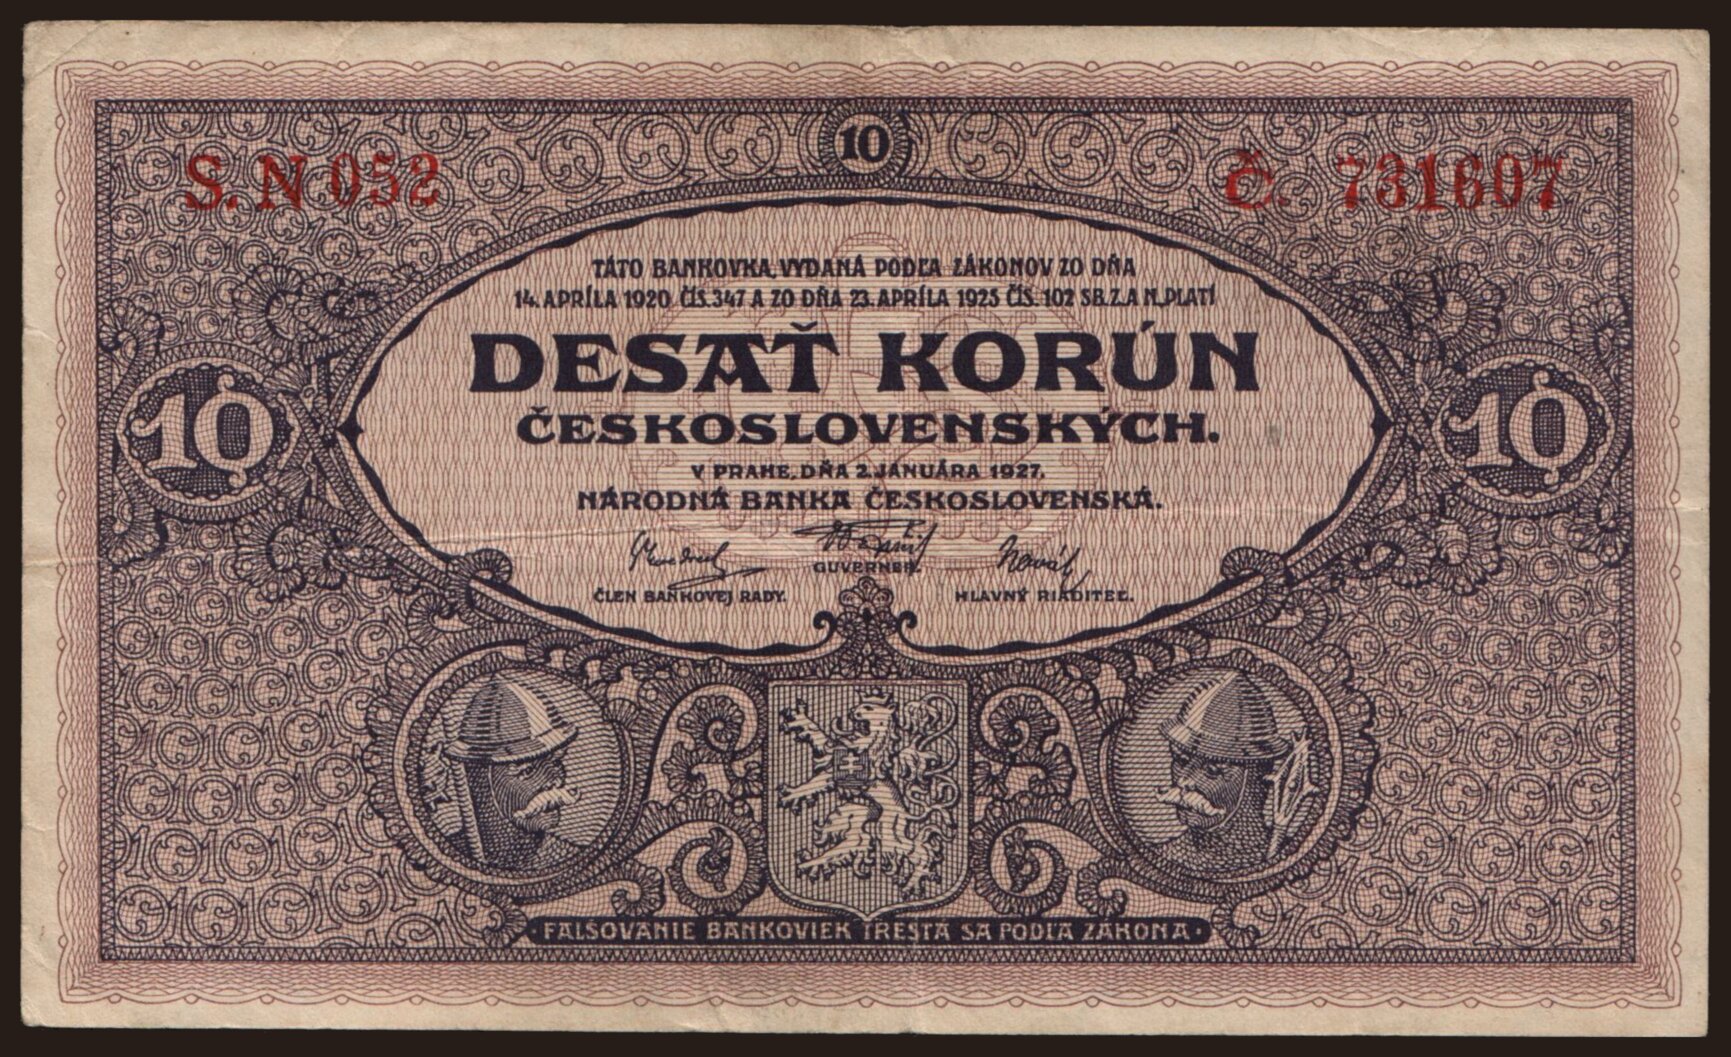 10
S. N 052
Č. 731607
TÁTO BANKOVKA, VYDANÁ PODĽA ZÁKONOV ZO DŇA
14. APRÍLA 1920 ČÍS. 347 A ZO DŇA 23. APRÍLA 1925 ČÍS. 102 SB. Z. A N. PLATÍ
DESAŤ KORÚN
ČESKOSLOVENSKÝCH.
10
10
V PRAHE, DŇA 2. JANUÁRA 1927.
NÁRODNÁ BANKA ČESKOSLOVENSKÁ.
GUVERNER.
ČLEN BAŇKOVEJ RADY.
HLAVNÝ RIADITEĽ.
FALŠOVANIE BANKOVIEK TRESTÁ SA PODĽA ZÁKONA